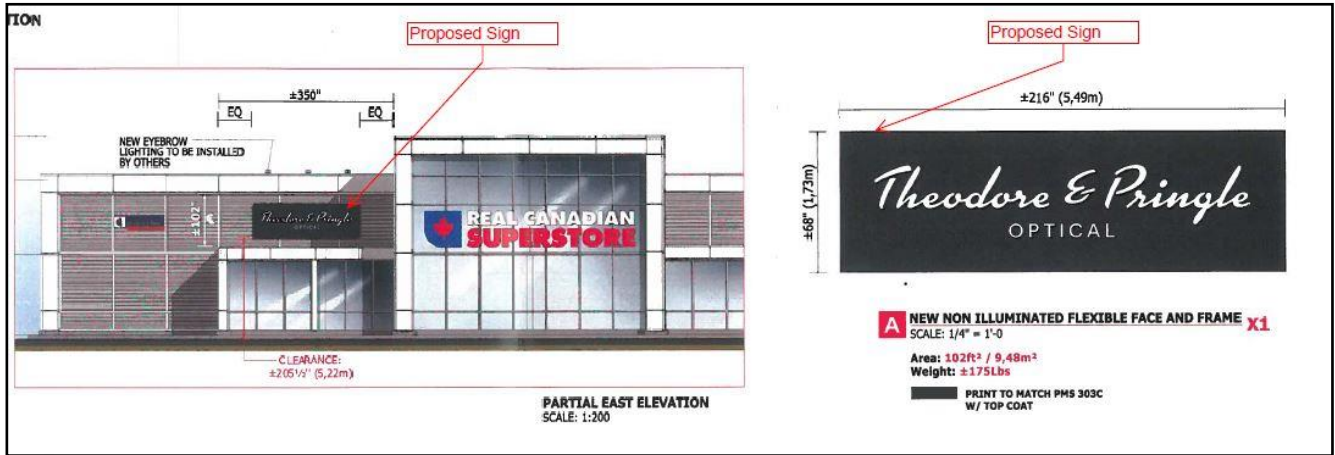 TION
Proposed Sign
±350"
EQ
EQ
NEW EYEBROW
LIGHTING TO BE INSTALLED
BY OTHERS
±102"
Theodore & Pringle
OPTICAL
REAL CANADIAN
SUPERSTORE
CLEARANCE:
±205½" (5,22m)
PARTIAL EAST ELEVATION
SCALE: 1:200
Proposed Sign
±216" (5,49m)
±68" (1,73m)
Theodore & Pringle
OPTICAL
A NEW NON ILLUMINATED FLEXIBLE FACE AND FRAME X1
SCALE: 1/4" = 1'-0
Area: 102ft² / 9,48m²
Weight: ±175Lbs
PRINT TO MATCH PMS 303C
W/ TOP COAT